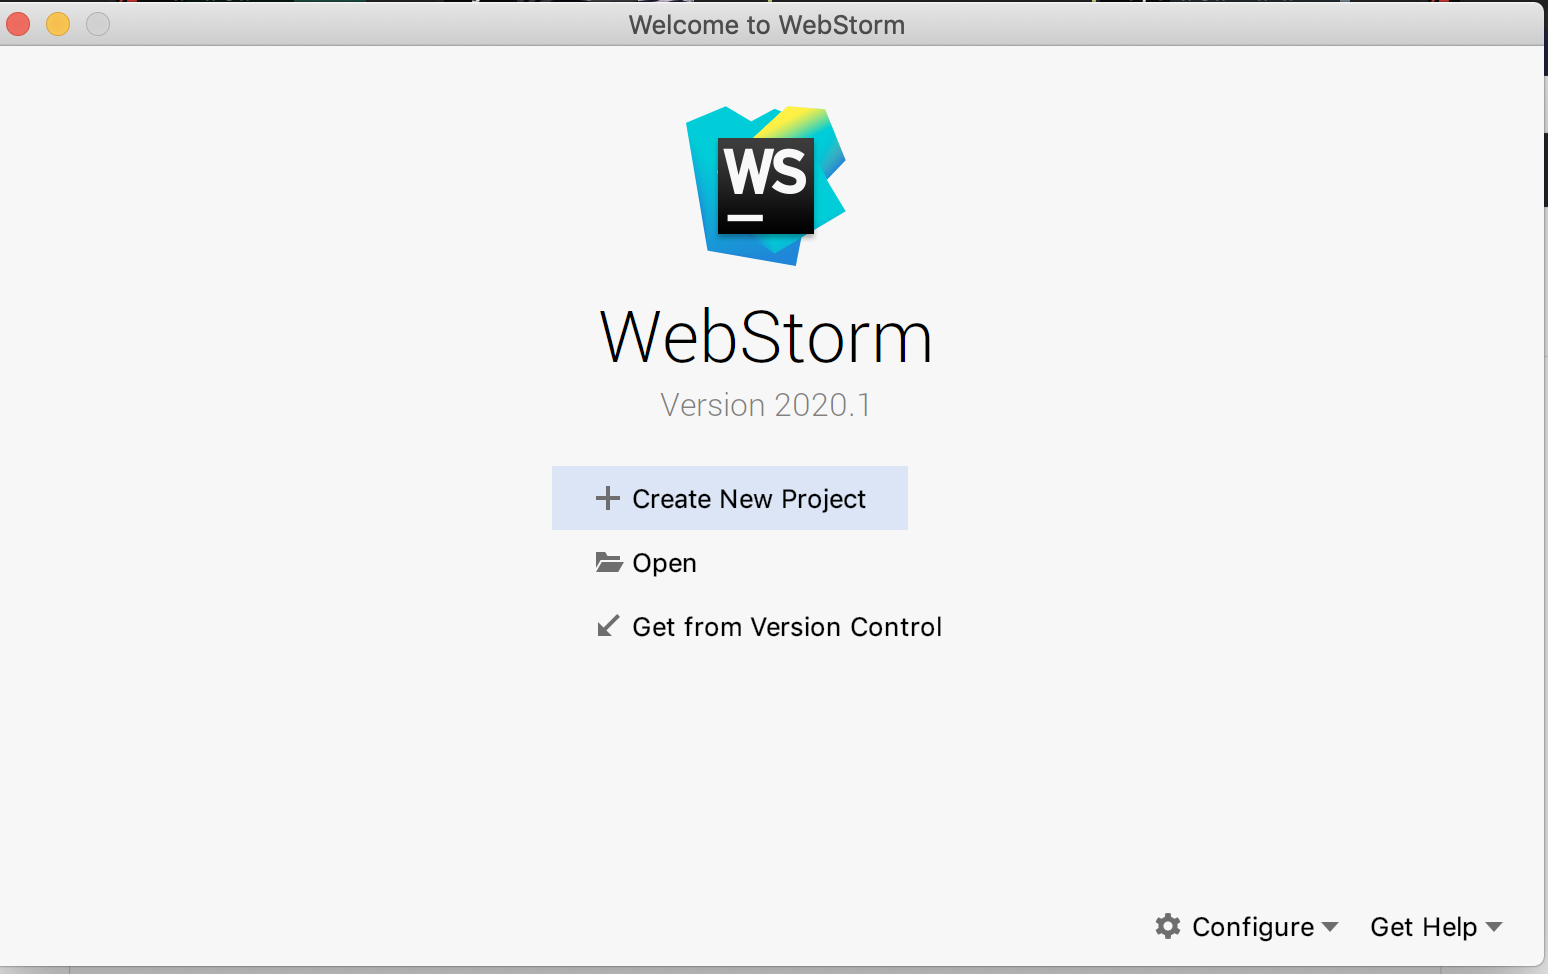 Welcome to WebStorm
WS
WebStorm
Version 2020.1
Create New Project
Open
Get from Version Control
Configure
Get Help